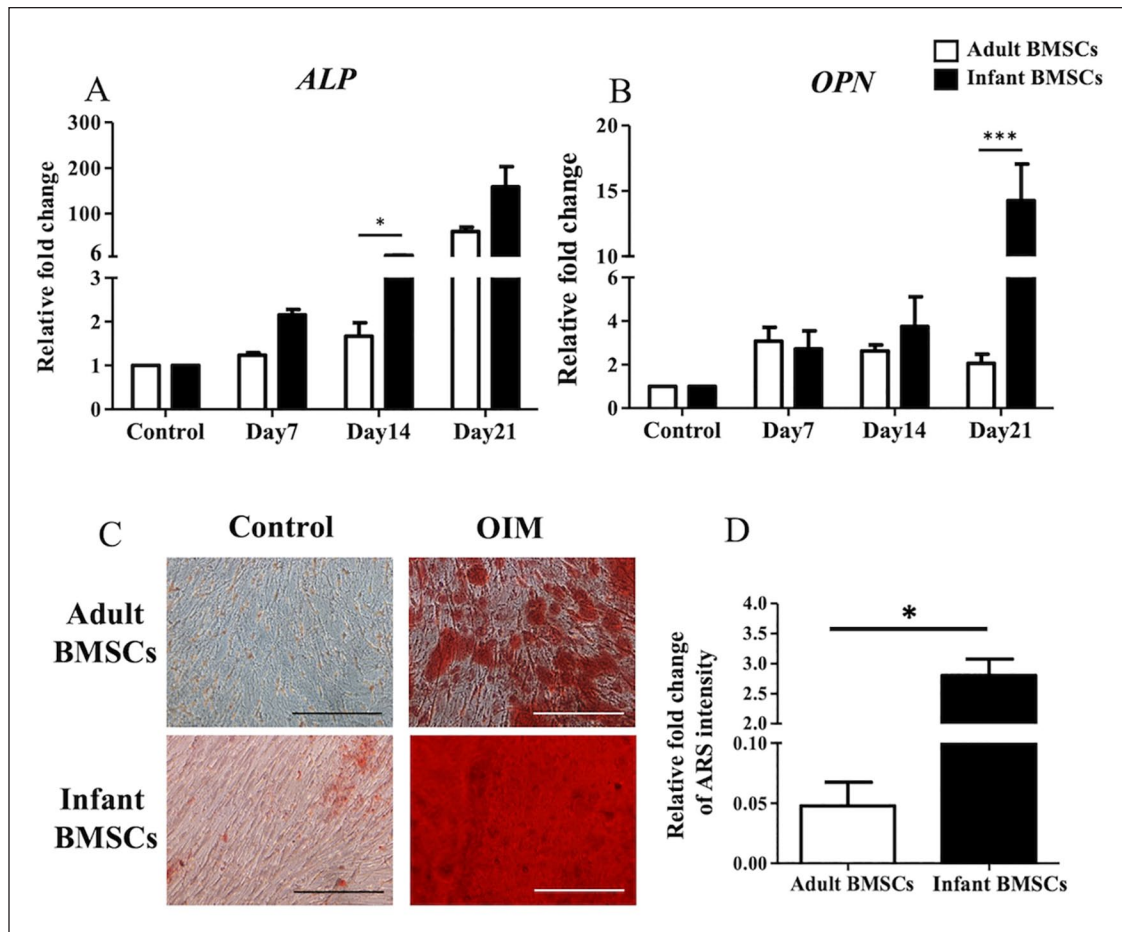 Adult BMSCs
Infant BMSCs
A
ALP
Relative fold change
300
200
100
6
3
2
1
0
*
Control Day7 Day14 Day21
B
OPN
Relative fold change
20
15
10
6
4
2
0
***
Control Day7 Day14 Day21
C
Control OIM
Adult
BMSCs
Infant
BMSCs
D
Relative fold change
of ARS intensity
4.0
3.5
3.0
2.5
2.0
0.10
0.05
0.00
*
Adult BMSCs Infant BMSCs